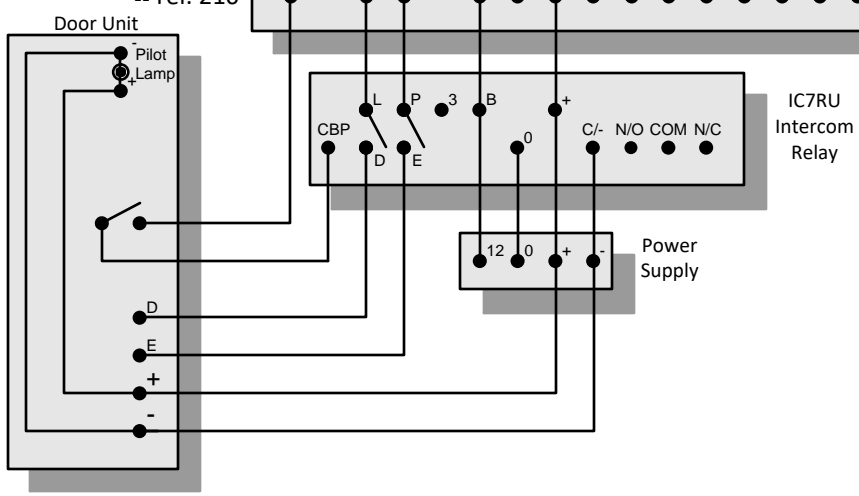 Door Unit
-
Pilot
Lamp
+
L P 3 B +
CBP 0 C/- N/O COM N/C
D E
IC7RU
Intercom
Relay
12 0 + -
Power
Supply
D
E
+
-